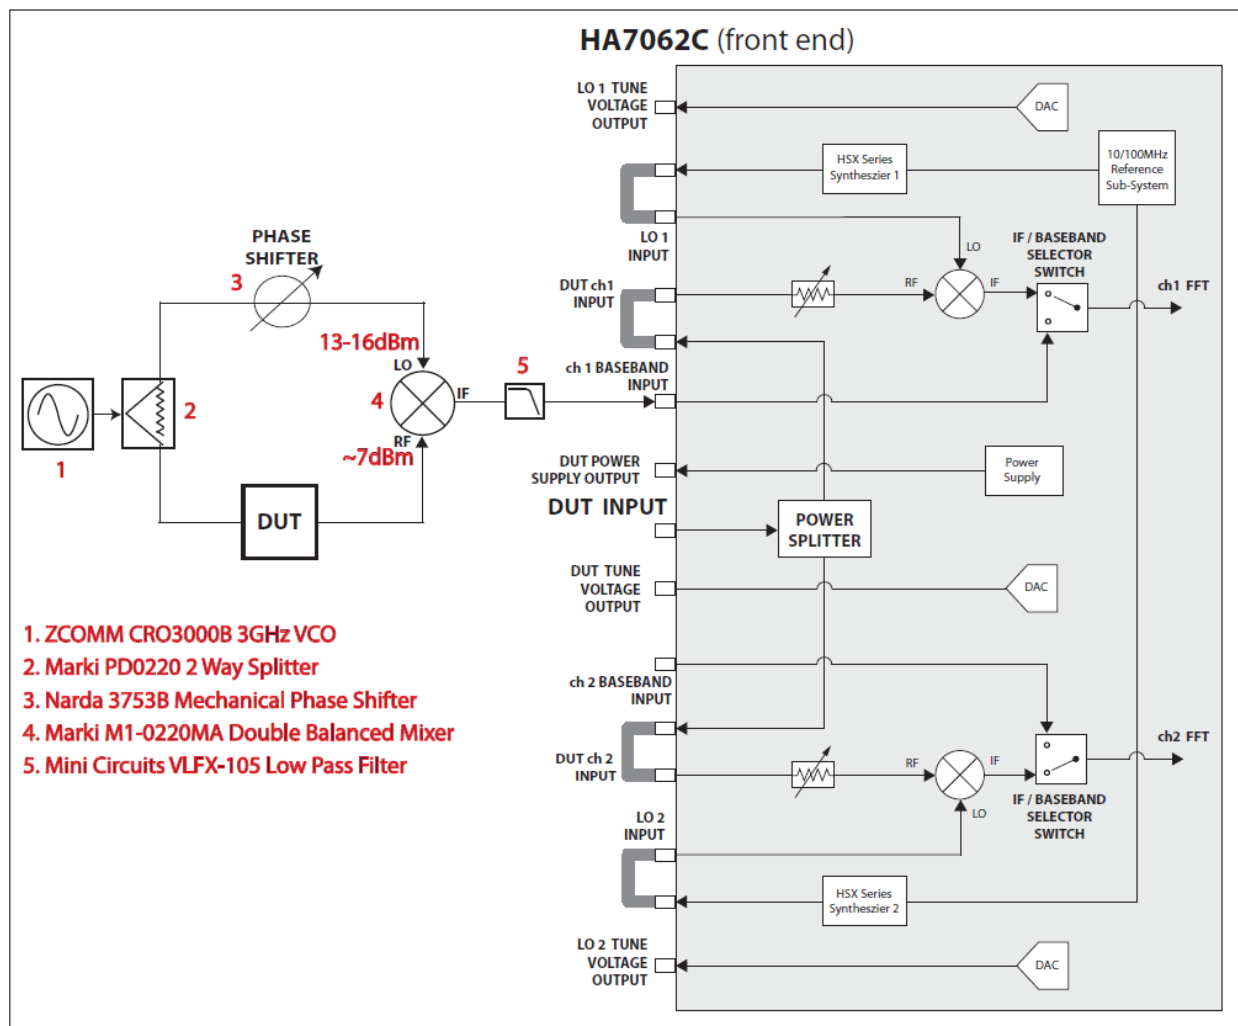 HA7062C (front end)
LO 1 TUNE
VOLTAGE
OUTPUT
DAC
HSX Series
Syntheszier 1
10/100MHz
Reference
Sub-System
LO 1
INPUT
LO
IF / BASEBAND
SELECTOR
SWITCH
PHASE
SHIFTER
3
DUT ch1
INPUT
RF
IF
ch1 FFT
13-16dBm
LO
5
ch 1 BASEBAND
INPUT
2
4
IF
RF
~7dBm
1
DUT POWER
SUPPLY OUTPUT
Power
Supply
DUT INPUT
DUT
POWER
SPLITTER
DUT TUNE
VOLTAGE
OUTPUT
DAC
1. ZCOMM CRO3000B 3GHz VCO
2. Marki PD0220 2 Way Splitter
3. Narda 3753B Mechanical Phase Shifter
4. Marki M1-0220MA Double Balanced Mixer
5. Mini Circuits VLFX-105 Low Pass Filter
ch 2 BASEBAND
INPUT
ch2 FFT
DUT ch 2
INPUT
RF
IF
LO
IF / BASEBAND
SELECTOR
SWITCH
LO 2
INPUT
HSX Series
Syntheszier 2
LO 2 TUNE
VOLTAGE
OUTPUT
DAC